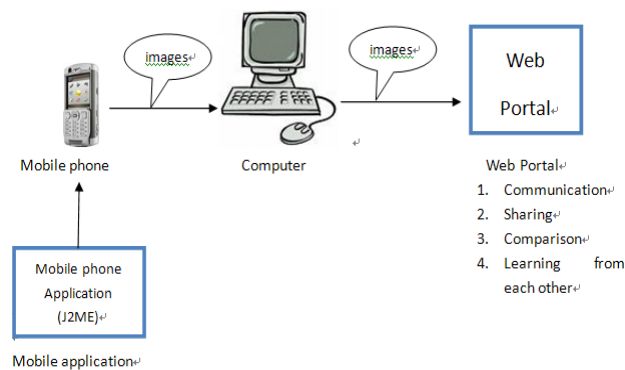 images
images
Web
Portal
Mobile phone
Computer
Web Portal
1. Communication
2. Sharing
3. Comparison
4. Learning from
each other
Mobile phone
Application
(J2ME)
Mobile application